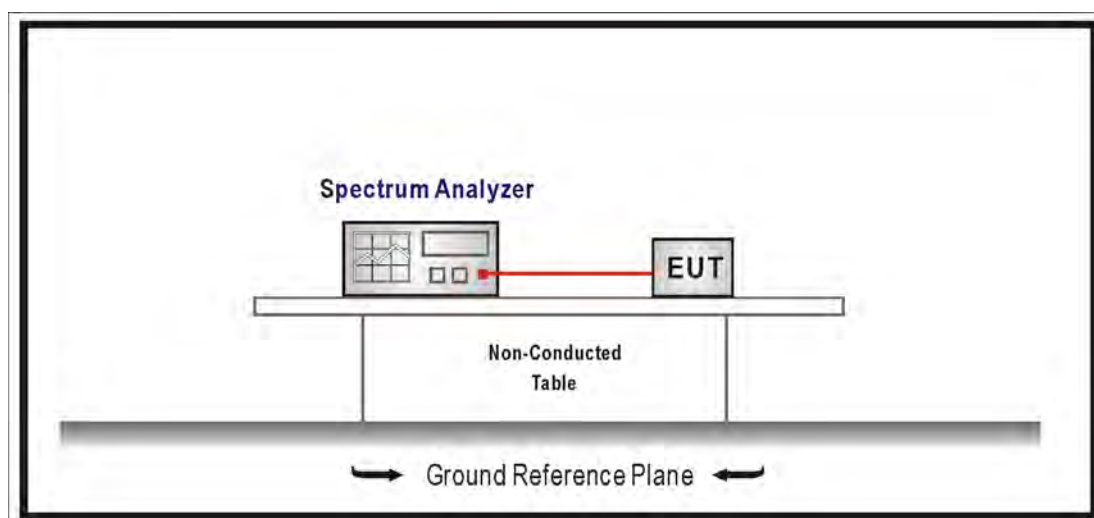 Spectrum Analyzer
EUT
Non-Conducted
Table
Ground Reference Plane